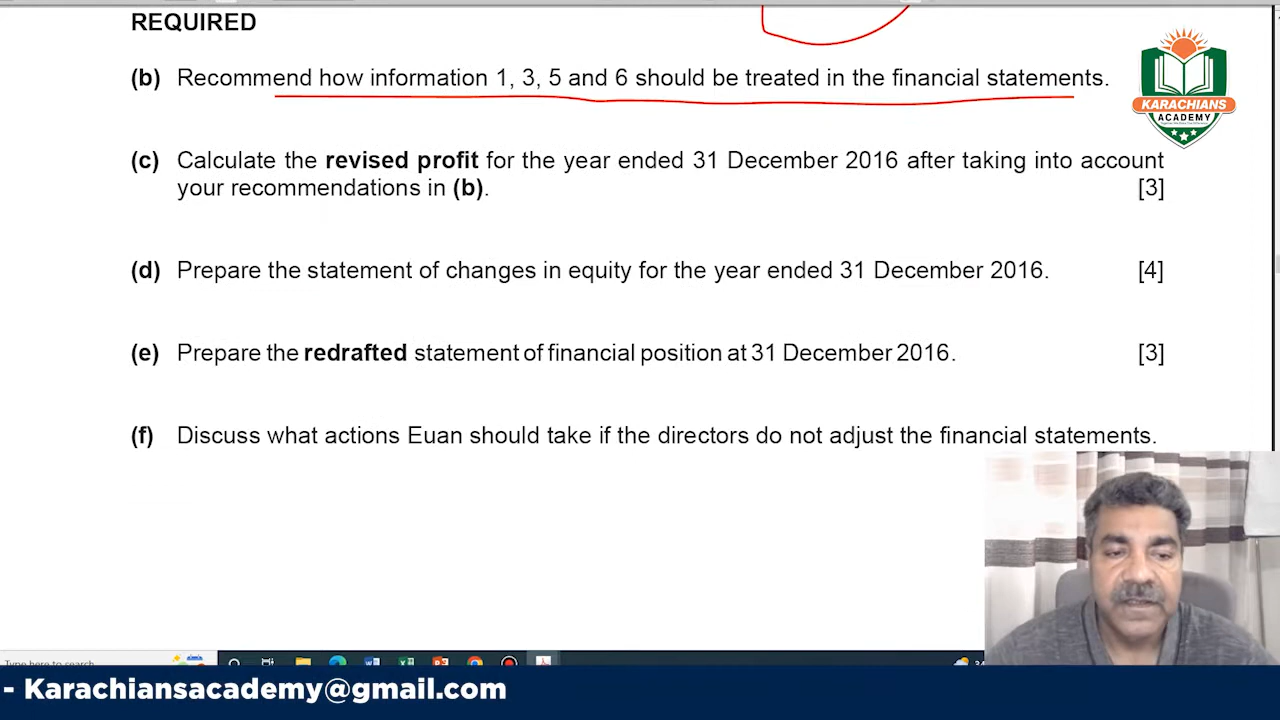 REQUIRED
(b) Recommend how information 1, 3, 5 and 6 should be treated in the financial statements.
(c) Calculate the revised profit for the year ended 31 December 2016 after taking into account
your recommendations in (b). [3]
(d) Prepare the statement of changes in equity for the year ended 31 December 2016. [4]
(e) Prepare the redrafted statement of financial position at 31 December 2016. [3]
(f) Discuss what actions Euan should take if the directors do not adjust the financial statements.
KARACHIANS
ACADEMY
Type here to search
- Karachiansacademy@gmail.com